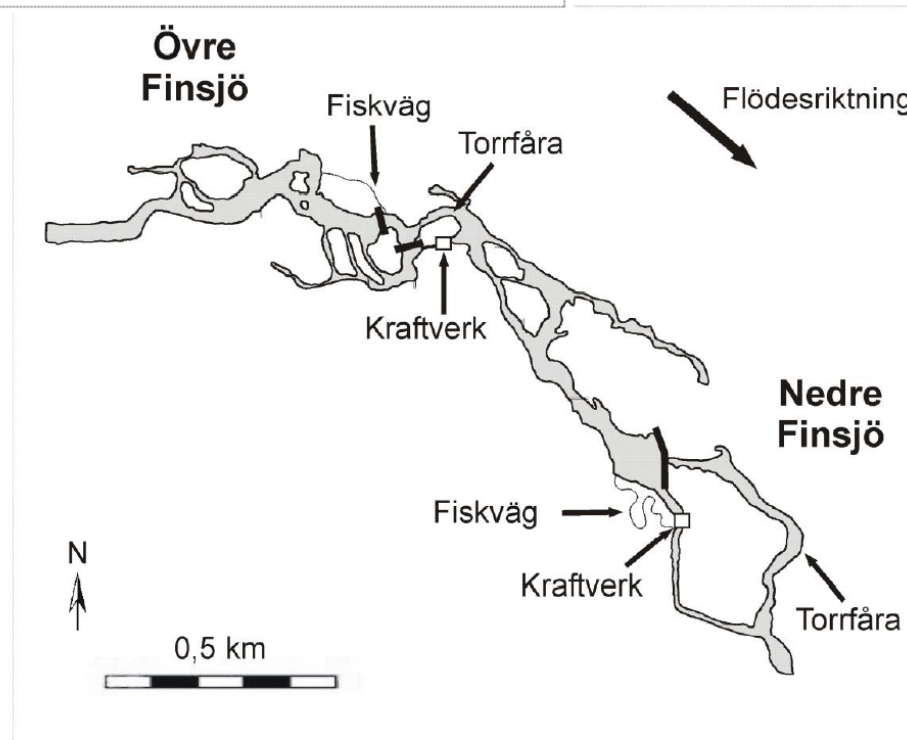 Övre
Finsjö
Fiskväg
Torrfåra
Flödesriktning
Kraftverk
Nedre
Finsjö
Fiskväg
Kraftverk
Torrfåra
N
0,5 km